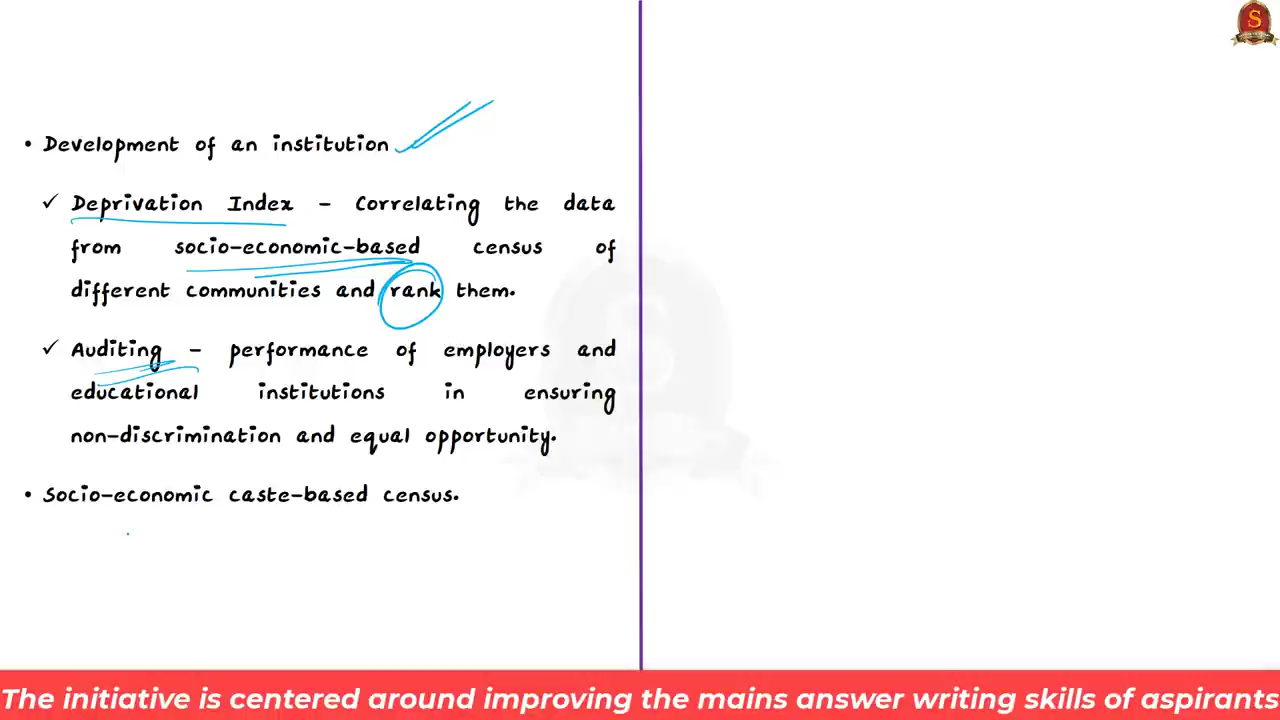 • Development of an institution
✓ Deprivation Index - Correlating the data
from socio-economic-based census of
different communities and rank them.
✓ Auditing - performance of employers and
educational institutions in ensuring
non-discrimination and equal opportunity.
• Socio-economic caste-based census.
The initiative is centered around improving the mains answer writing skills of aspirants